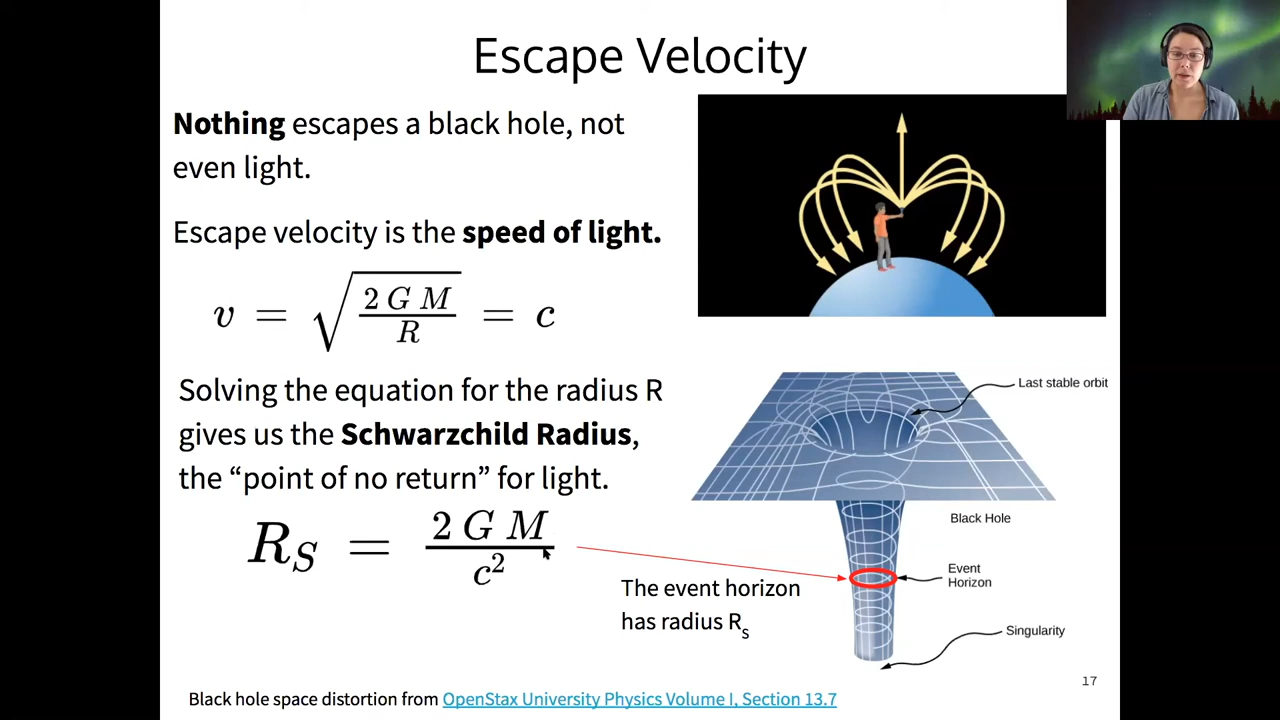 Escape Velocity
Nothing escapes a black hole, not
even light.
Escape velocity is the speed of light.
v = √(2 G M / R) = c
Solving the equation for the radius R
gives us the Schwarzchild Radius,
the “point of no return” for light.
R_S = 2 G M / c²
The event horizon
has radius R_s
Last stable orbit
Black Hole
Event
Horizon
Singularity
17
Black hole space distortion from OpenStax University Physics Volume I, Section 13.7